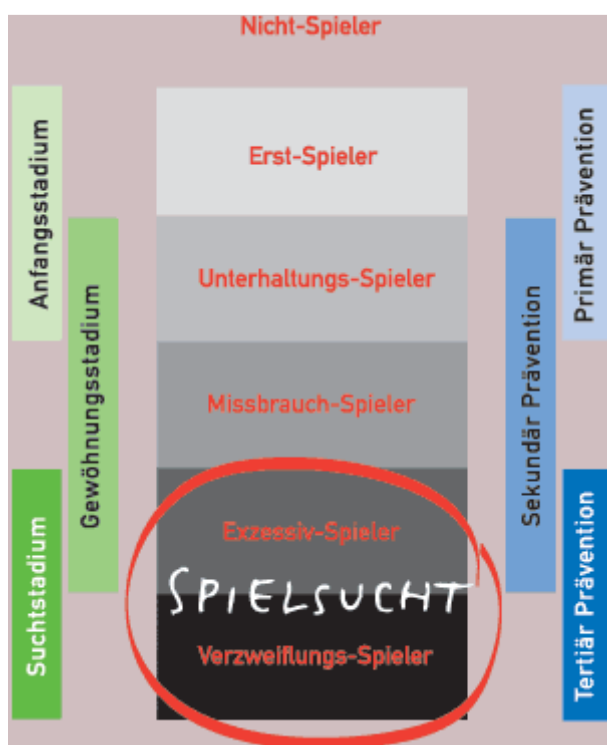 Nicht-Spieler
Erst-Spieler
Unterhaltungs-Spieler
Missbrauch-Spieler
Exzessiv-Spieler
SPIELSUCHT
Verzweiflungs-Spieler
Anfangsstadium
Gewöhnungsstadium
Suchtstadium
Primär Prävention
Sekundär Prävention
Tertiär Prävention